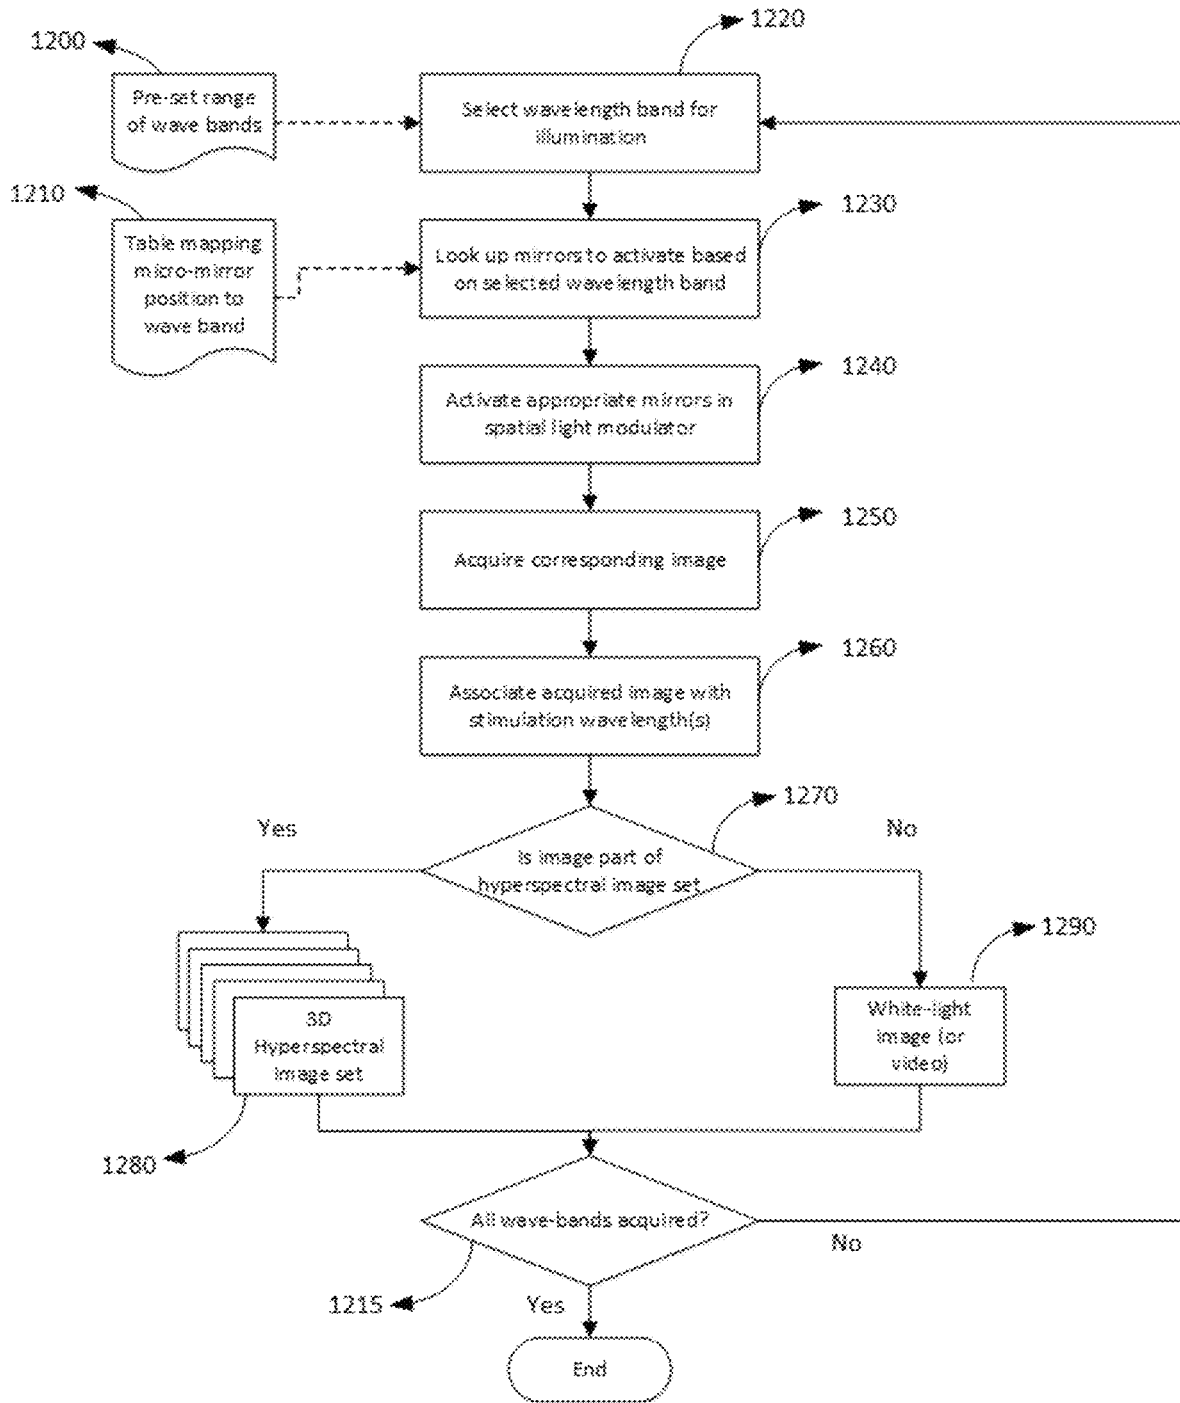 1220
1200
Pre-set range
of wave bands
Select wavelength band for
illumination
1210
1230
Table mapping
micro-mirror
position to
wave band
Look up mirrors to activate based
on selected wavelength band
1240
Activate appropriate mirrors in
spatial light modulator
1250
Acquire corresponding image
1260
Associate acquired image with
stimulation wavelength(s)
1270
Yes
No
Is image part of
hyperspectral image set
1290
3D
Hyperspectral
image set
White-light
image (or
video)
1280
All wave-bands acquired?
No
1215
Yes
End